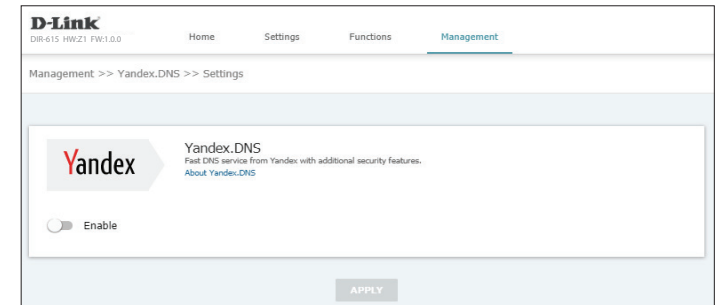 D-Link
DIR-615 HW:Z1 FW:1.0.0
Home Settings Functions Management
Management >> Yandex.DNS >> Settings
Yandex
Yandex.DNS
Fast DNS service from Yandex with additional security features.
About Yandex.DNS
Enable
APPLY